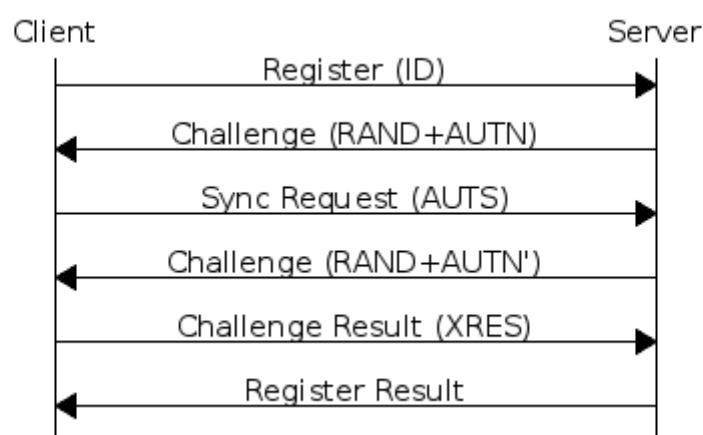 Client Server
Register (ID)
Challenge (RAND+AUTN)
Sync Request (AUTS)
Challenge (RAND+AUTN')
Challenge Result (XRES)
Register Result